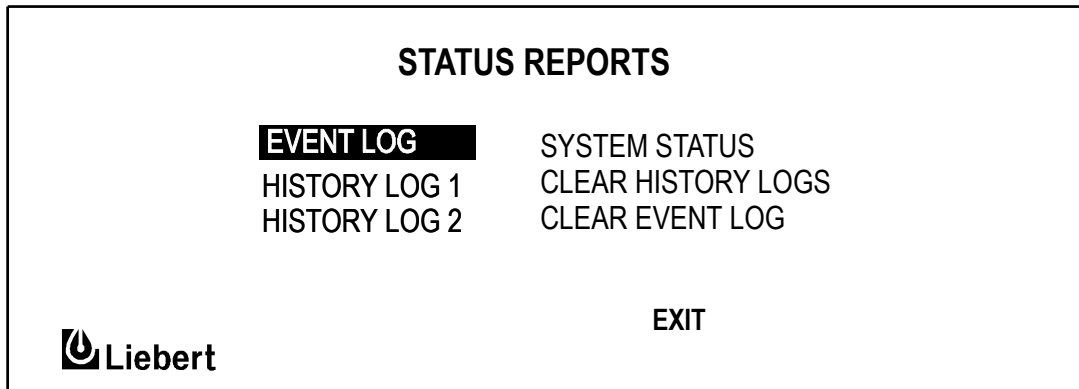 STATUS REPORTS
EVENT LOG
HISTORY LOG 1
HISTORY LOG 2
SYSTEM STATUS
CLEAR HISTORY LOGS
CLEAR EVENT LOG
EXIT
Liebert